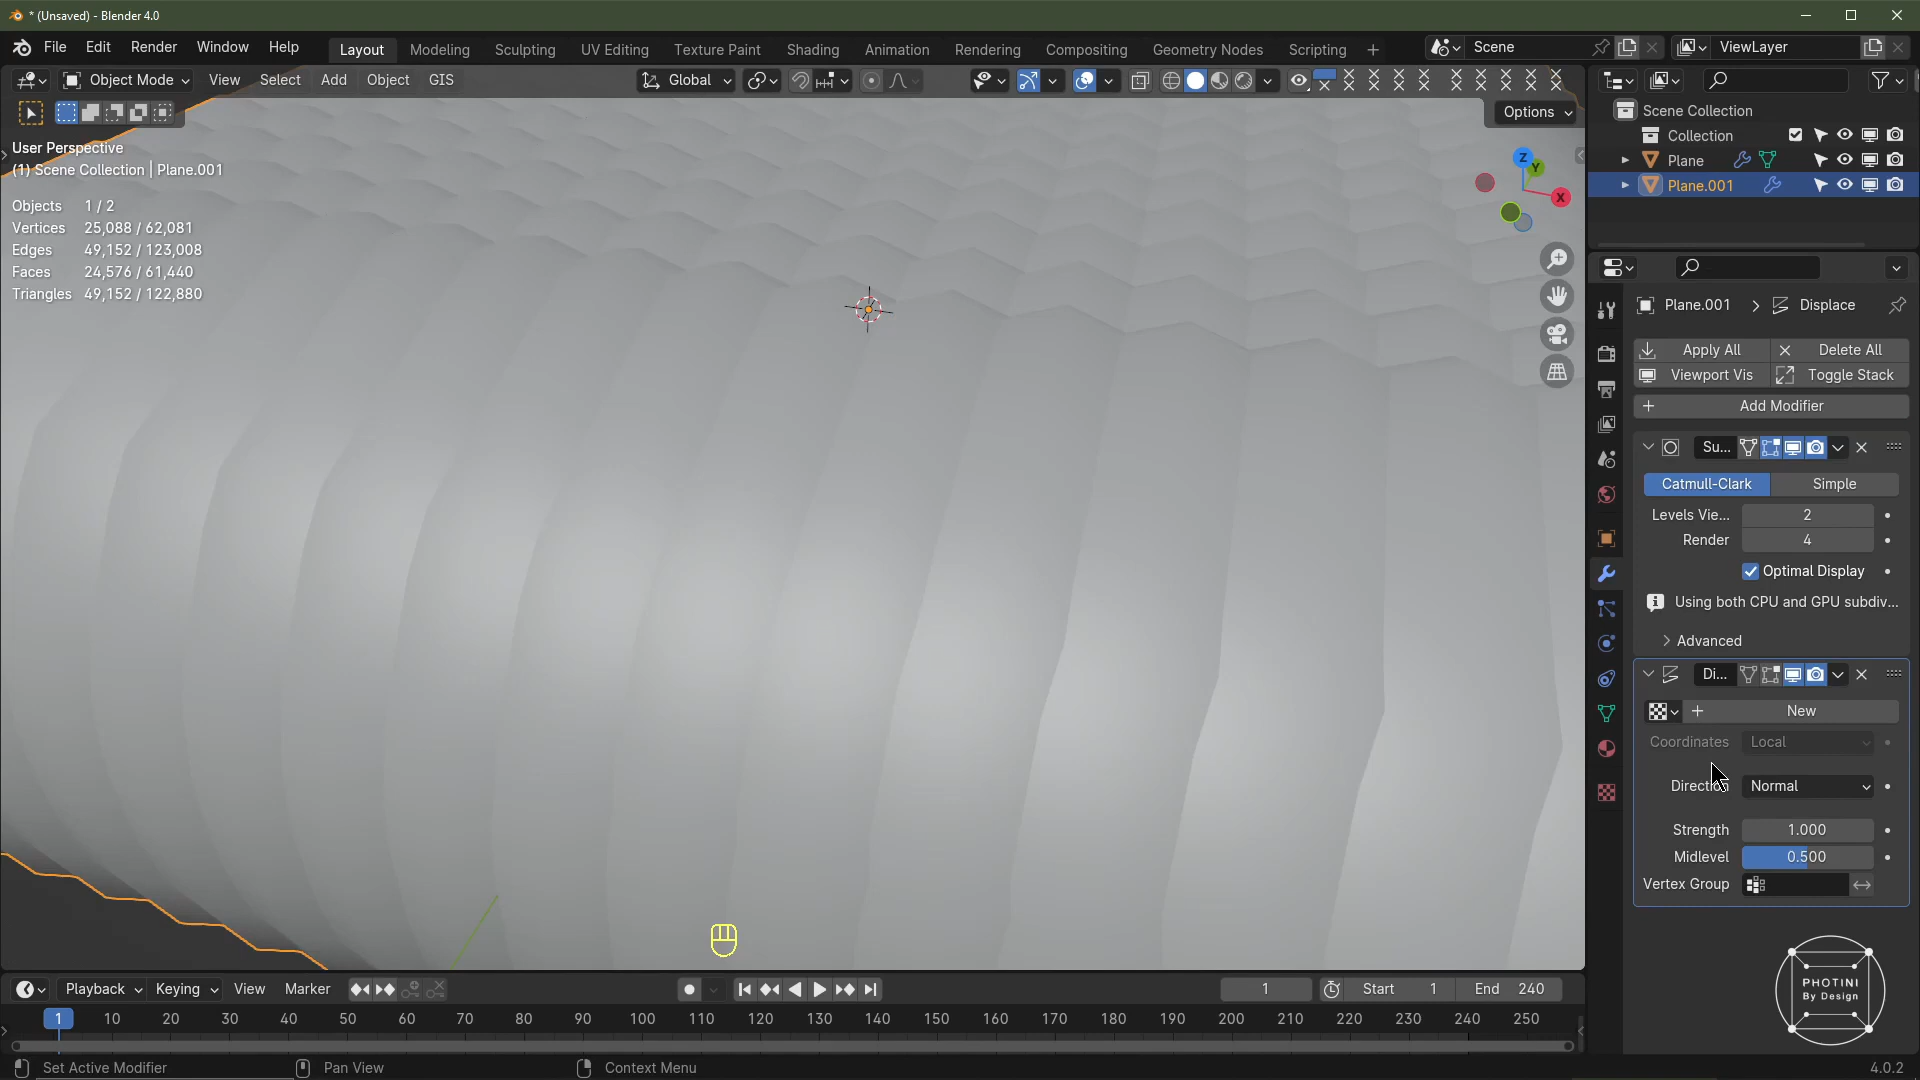 * (Unsaved) - Blender 4.0
File Edit Render Window Help
Layout Modeling Sculpting UV Editing Texture Paint Shading Animation Rendering Compositing Geometry Nodes Scripting
Scene
ViewLayer
Object Mode View Select Add Object GIS
Global
Options
User Perspective
(1) Scene Collection | Plane.001
Objects 1 / 2
Vertices 25,088 / 62,081
Edges 49,152 / 123,008
Faces 24,576 / 61,440
Triangles 49,152 / 122,880
Z
Y
X
Scene Collection
Collection
Plane
Plane.001
Plane.001 > Displace
Apply All Delete All
Viewport Vis Toggle Stack
Add Modifier
Su...
Catmull-Clark Simple
Levels Vie... 2
Render 4
Optimal Display
Using both CPU and GPU subdiv...
Advanced
Di...
New
Coordinates Local
Direction Normal
Strength 1.000
Midlevel 0.500
Vertex Group
PHOTINI
By Design
Playback Keying View Marker
1 Start 1 End 240
1 10 20 30 40 50 60 70 80 90 100 110 120 130 140 150 160 170 180 190 200 210 220 230 240 250
Set Active Modifier Pan View Context Menu
4.0.2